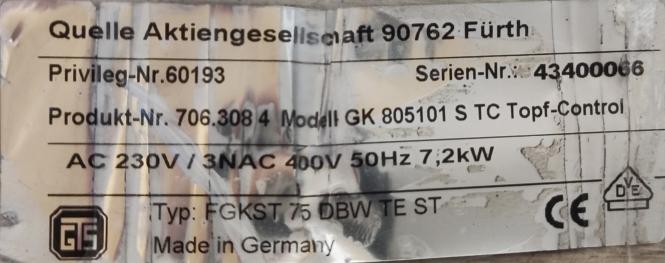 Quelle Aktiengesellschaft 90762 Fürth
Privileg-Nr.60193 Serien-Nr.: 43400066
Produkt-Nr. 706.308 4 Modell GK 805101 S TC Topf-Control
AC 230V / 3NAC 400V 50Hz 7,2kW
Typ: FGKST 75 DBW TE ST CE DVE
GS
Made in Germany